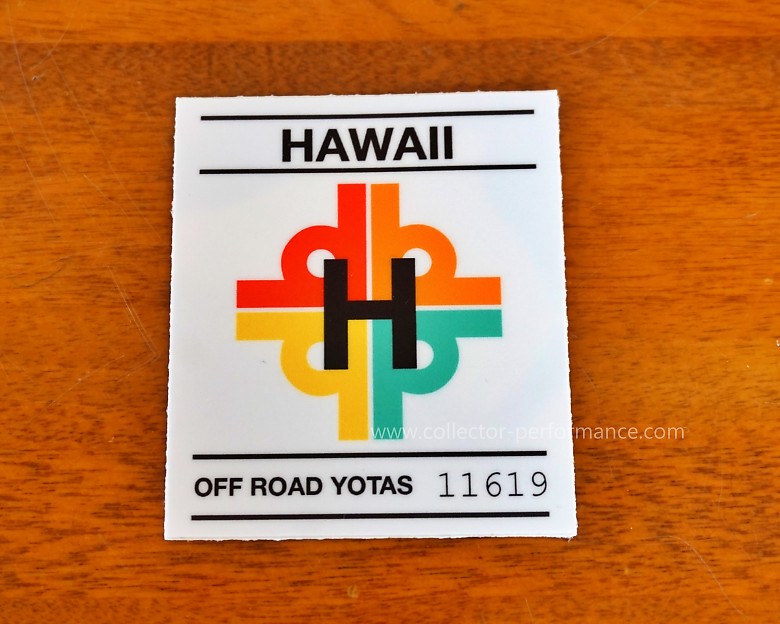 HAWAII
H
www.collector-performance.com
OFF ROAD YOTAS 11619